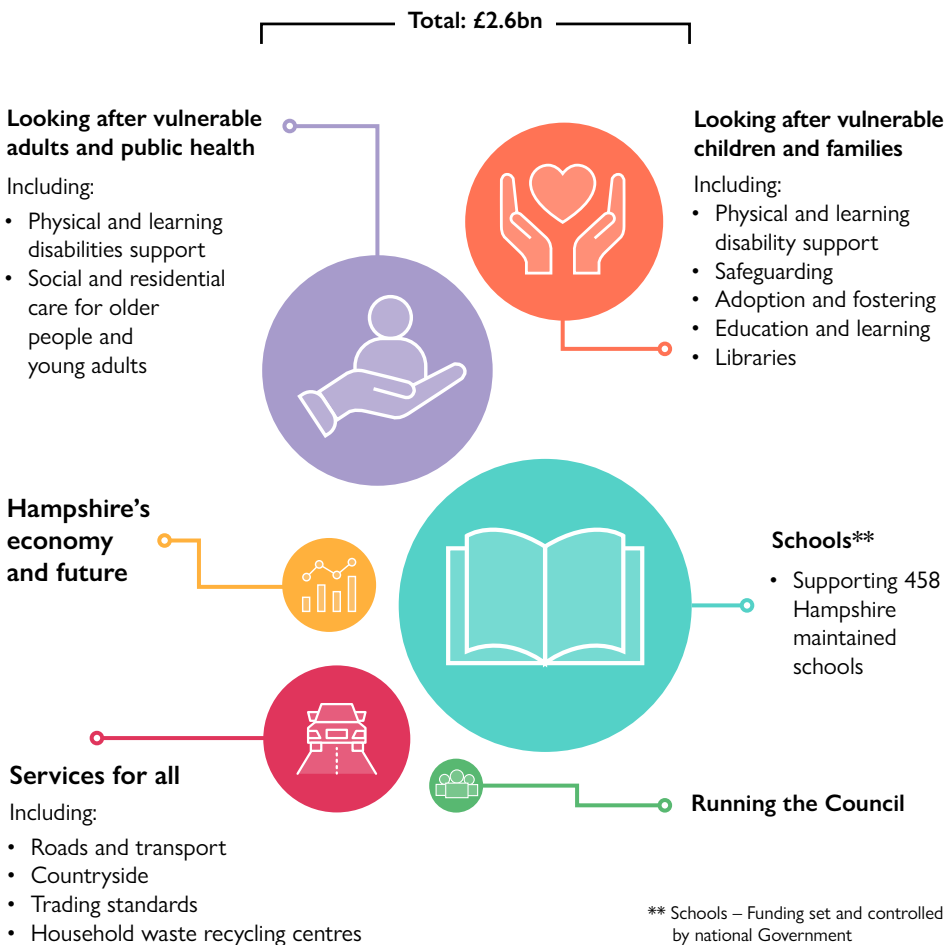 Total: £2.6bn
Looking after vulnerable
adults and public health
Including:
• Physical and learning
disabilities support
• Social and residential
care for older
people and
young adults
Looking after vulnerable
children and families
Including:
• Physical and learning
disability support
• Safeguarding
• Adoption and fostering
• Education and learning
• Libraries
Hampshire’s
economy
and future
Schools**
• Supporting 458
Hampshire
maintained
schools
Services for all
Including:
• Roads and transport
• Countryside
• Trading standards
• Household waste recycling centres
Running the Council
** Schools – Funding set and controlled
by national Government